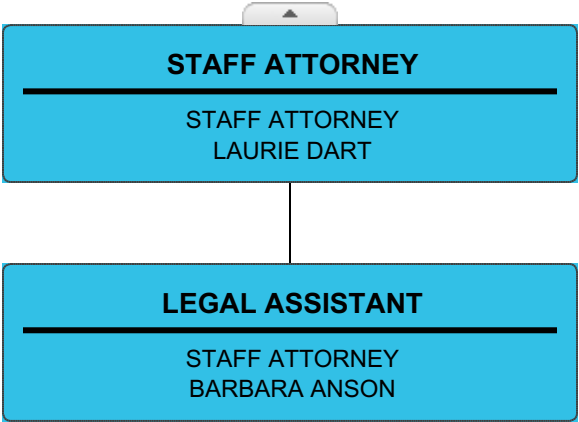 STAFF ATTORNEY
STAFF ATTORNEY
LAURIE DART
LEGAL ASSISTANT
STAFF ATTORNEY
BARBARA ANSON